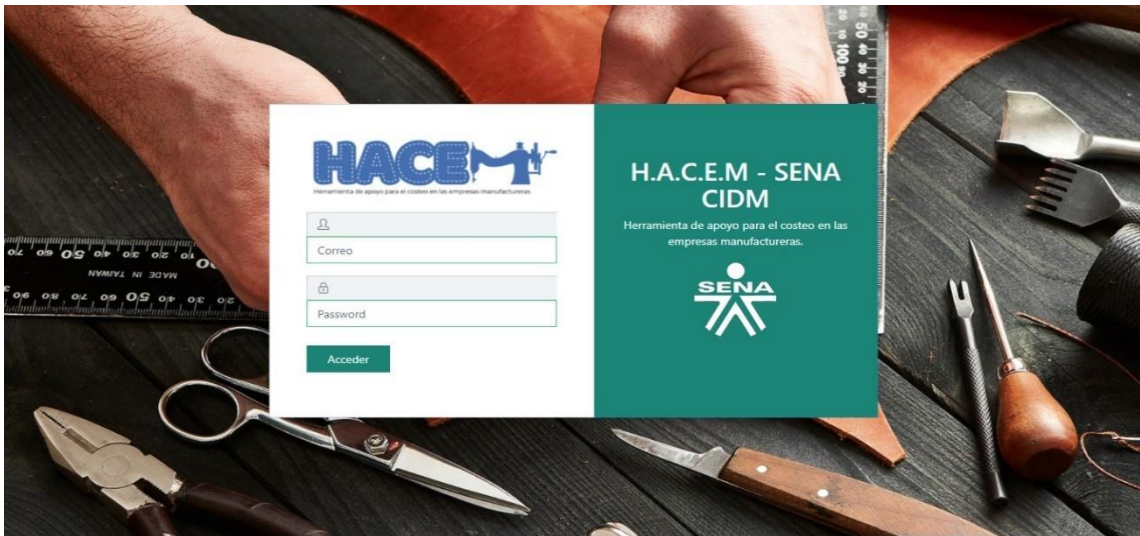 HACEM
Herramienta de apoyo para el costeo en las empresas manufactureras
Correo
Password
Acceder
H.A.C.E.M - SENA
CIDM
Herramienta de apoyo para el costeo en las
empresas manufactureras.
SENA
MADE IN TAIWAN